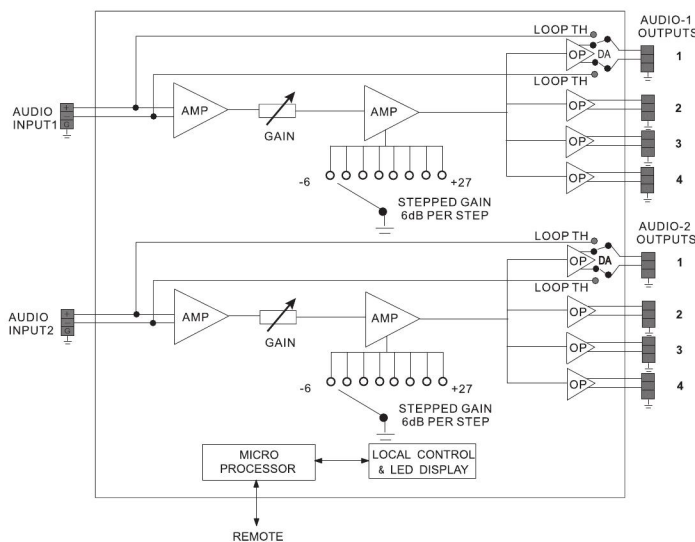 AUDIO-1
OUTPUTS
LOOP TH
OP
DA
1
LOOP TH
AUDIO
INPUT1
+
-
G
AMP
GAIN
AMP
OP
2
OP
3
OP
4
-6
+27
STEPPED GAIN
6dB PER STEP
AUDIO-2
OUTPUTS
LOOP TH
OP
DA
1
LOOP TH
AUDIO
INPUT2
+
-
G
AMP
GAIN
AMP
OP
2
OP
3
OP
4
-6
+27
STEPPED GAIN
6dB PER STEP
MICRO
PROCESSOR
LOCAL CONTROL
& LED DISPLAY
REMOTE